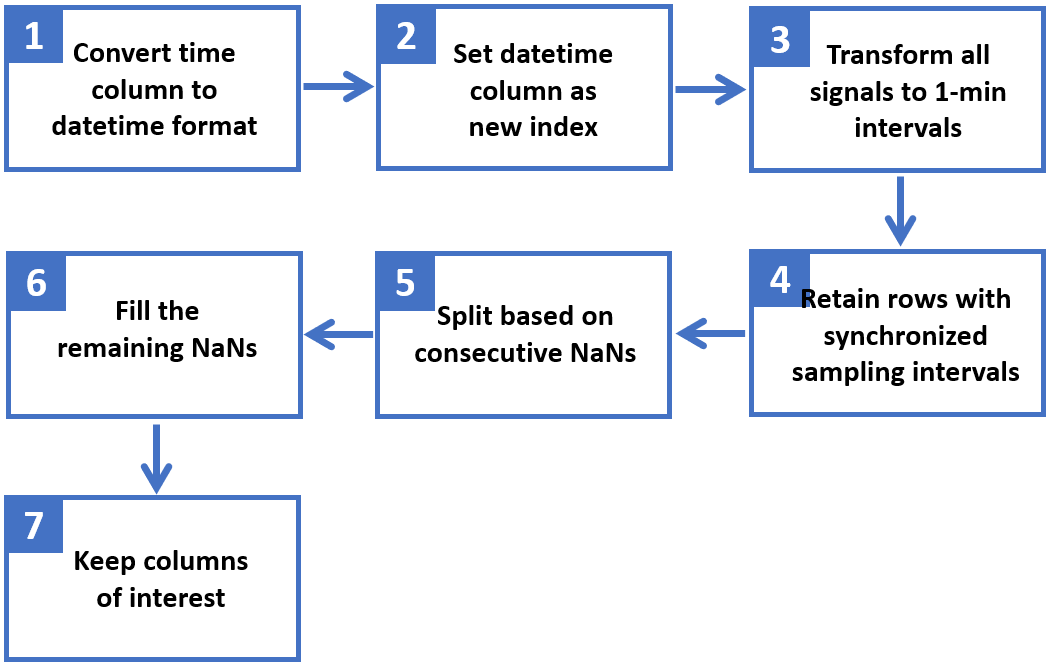 1
Convert time
column to
datetime format
2
Set datetime
column as
new index
3
Transform all
signals to 1-min
intervals
4
Retain rows with
synchronized
sampling intervals
5
Split based on
consecutive NaNs
6
Fill the
remaining NaNs
7
Keep columns
of interest